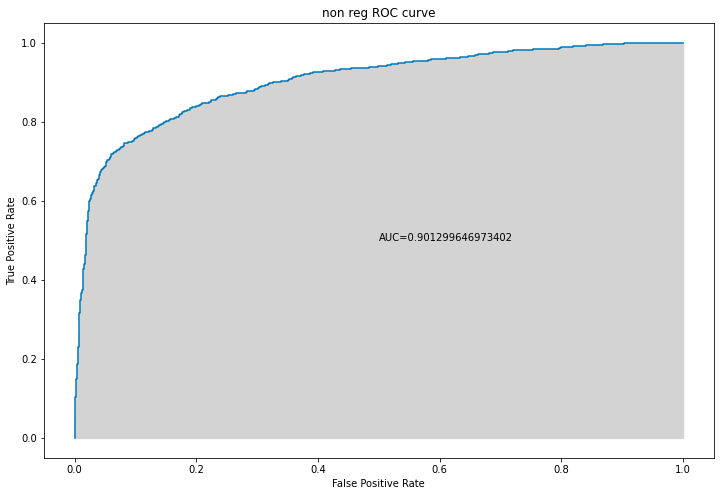 non reg ROC curve
1.0
0.8
0.6
0.4
0.2
0.0
True Positive Rate
AUC=0.901299646973402
0.0 0.2 0.4 0.6 0.8 1.0
False Positive Rate